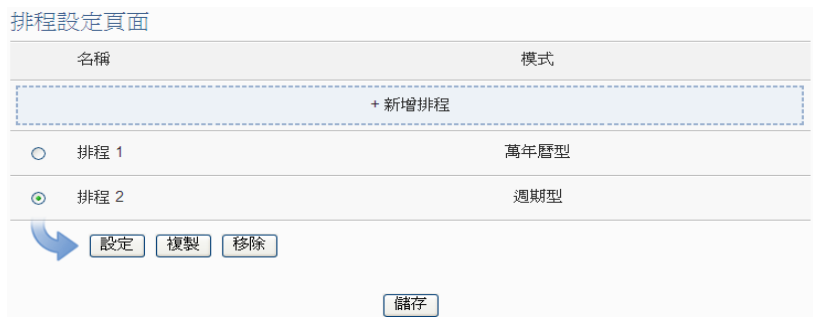 排程設定頁面
名稱 模式
+ 新增排程
排程 1 萬年曆型
排程 2 週期型
設定 複製 移除
儲存